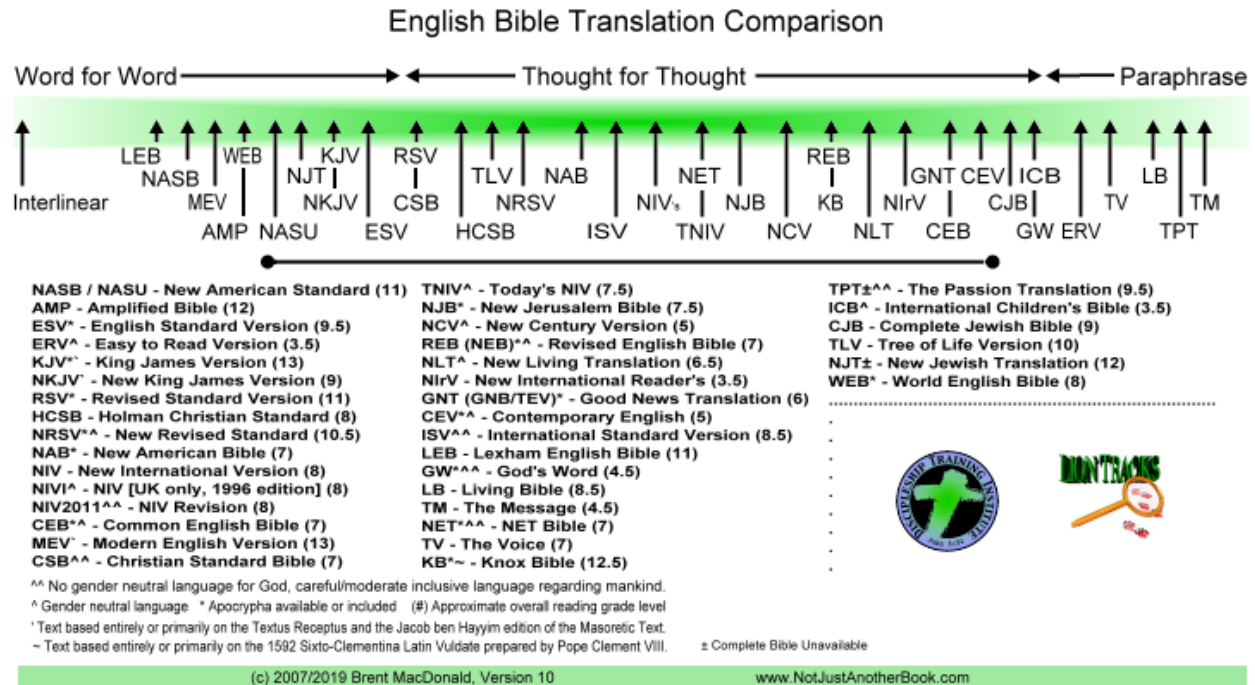 English Bible Translation Comparison
Word for Word Thought for Thought Paraphrase
LEB WEB KJV RSV REB
NASB NJT TLV NAB NET GNT CEV ICB LB
Interlinear MEV NKJV CSB NRSV NIV's NJB KB NIrV CJB TV TM
AMP NASU ESV HCSB ISV TNIV NCV NLT CEB GW ERV TPT
NASB / NASU - New American Standard (11)
AMP - Amplified Bible (12)
ESV* - English Standard Version (9.5)
ERV^ - Easy to Read Version (3.5)
KJV*` - King James Version (13)
NKJV` - New King James Version (9)
RSV* - Revised Standard Version (11)
HCSB - Holman Christian Standard (8)
NRSV*^ - New Revised Standard (10.5)
NAB* - New American Bible (7)
NIV - New International Version (8)
NIVI^ - NIV [UK only, 1996 edition] (8)
NIV2011^^ - NIV Revision (8)
CEB*^ - Common English Bible (7)
MEV` - Modern English Version (13)
CSB^^ - Christian Standard Bible (7)
TNIV^ - Today's NIV (7.5)
NJB* - New Jerusalem Bible (7.5)
NCV^ - New Century Version (5)
REB (NEB)*^^ - Revised English Bible (7)
NLT^ - New Living Translation (6.5)
NIrV - New International Reader's (3.5)
GNT (GNB/TEV)* - Good News Translation (6)
CEV*^ - Contemporary English (5)
ISV^^ - International Standard Version (8.5)
LEB - Lexham English Bible (11)
GW*^^ - God's Word (4.5)
LB - Living Bible (8.5)
TM - The Message (4.5)
NET*^^ - NET Bible (7)
TV - The Voice (7)
KB*~ - Knox Bible (12.5)
TPT±^^ - The Passion Translation (9.5)
ICB^ - International Children's Bible (3.5)
CJB - Complete Jewish Bible (9)
TLV - Tree of Life Version (10)
NJT± - New Jewish Translation (12)
WEB* - World English Bible (8)
DISCIPLESHIP TRAINING INSTITUTE
LION TRACKS
^^ No gender neutral language for God, careful/moderate inclusive language regarding mankind.
^ Gender neutral language * Apocrypha available or included (#) Approximate overall reading grade level
' Text based entirely or primarily on the Textus Receptus and the Jacob ben Hayyim edition of the Masoretic Text.
~ Text based entirely or primarily on the 1592 Sixto-Clementina Latin Vuldate prepared by Pope Clement VIII. ± Complete Bible Unavailable
(c) 2007/2019 Brent MacDonald, Version 10 www.NotJustAnotherBook.com